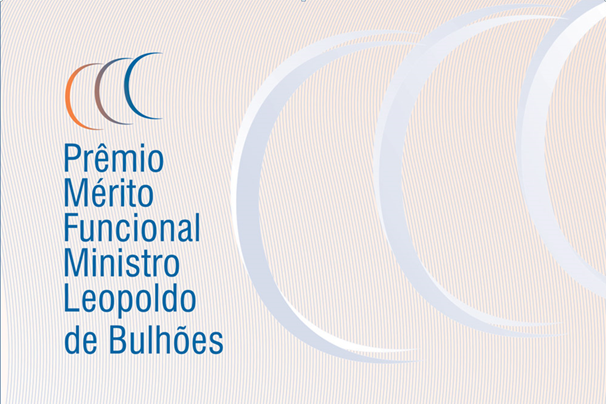 Prêmio
Mérito
Funcional
Ministro
Leopoldo
de Bulhões